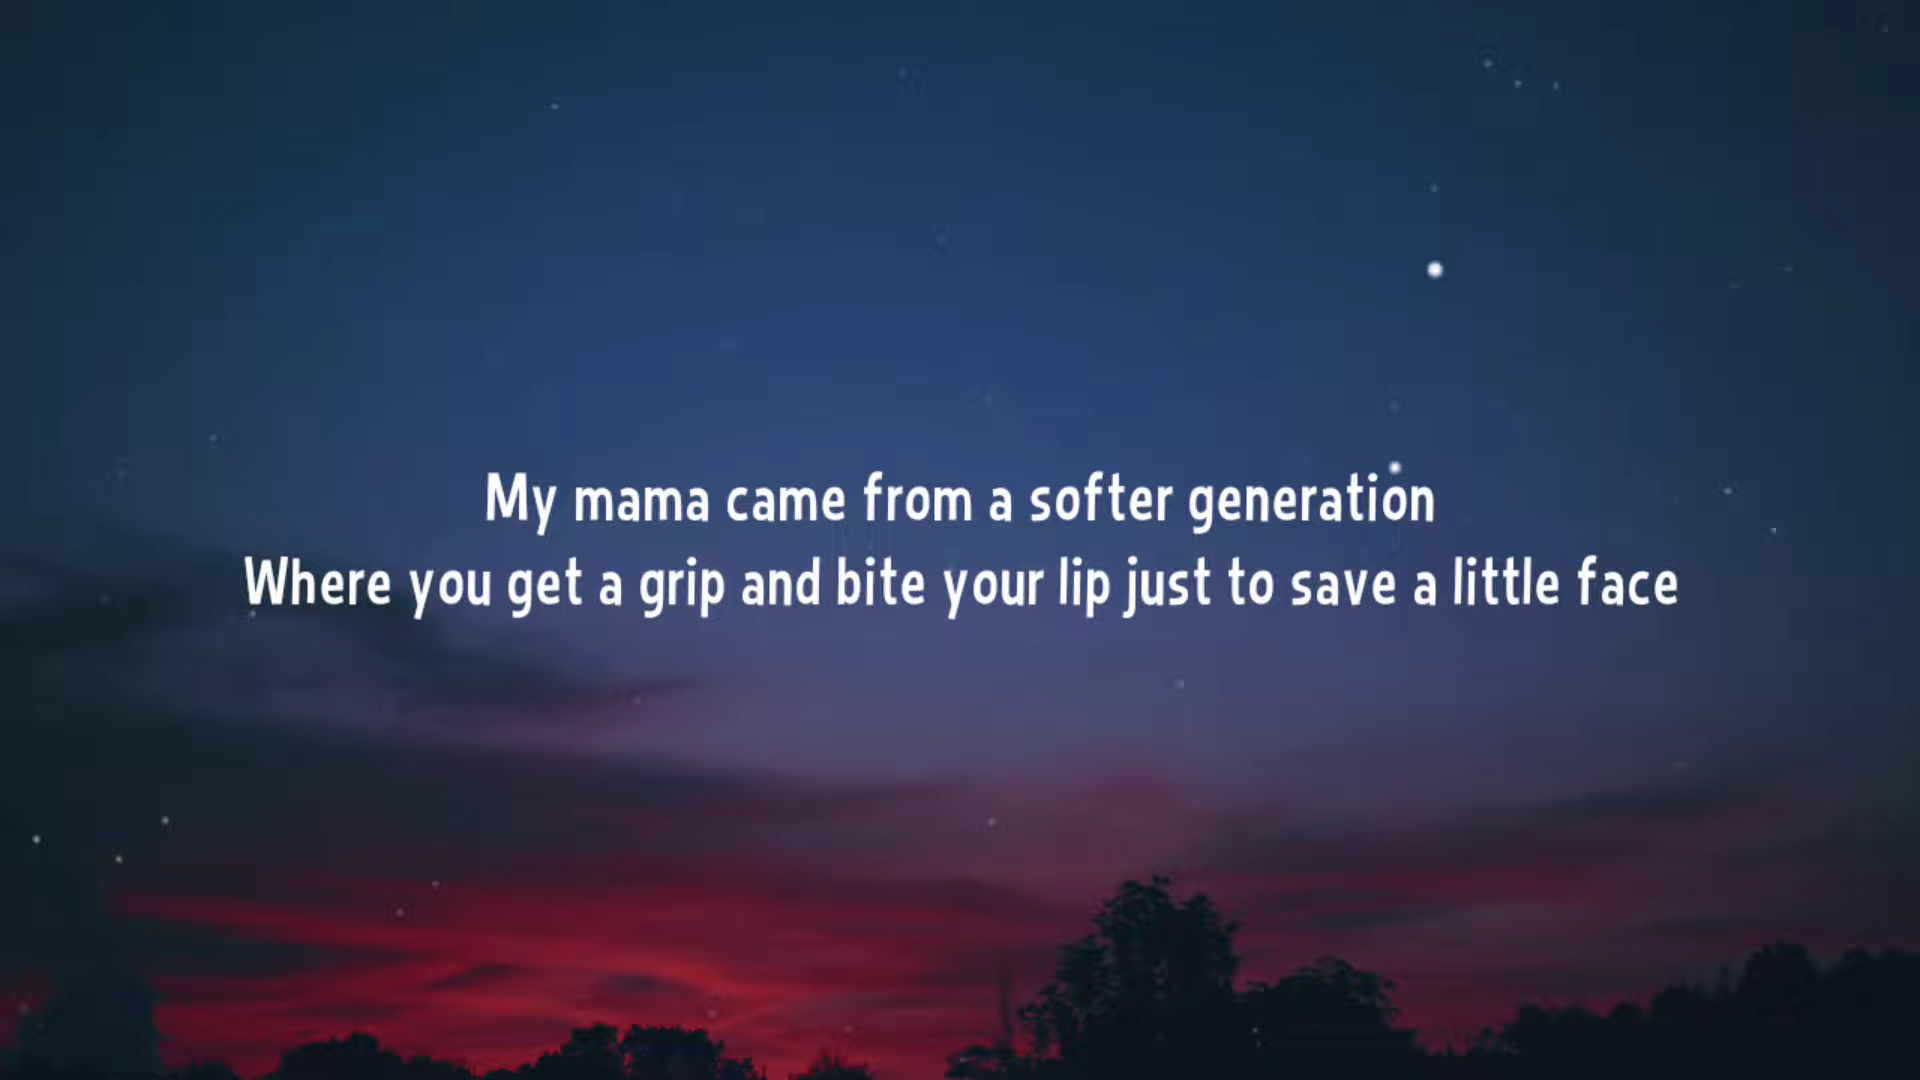 My mama came from a softer generation
Where you get a grip and bite your lip just to save a little face